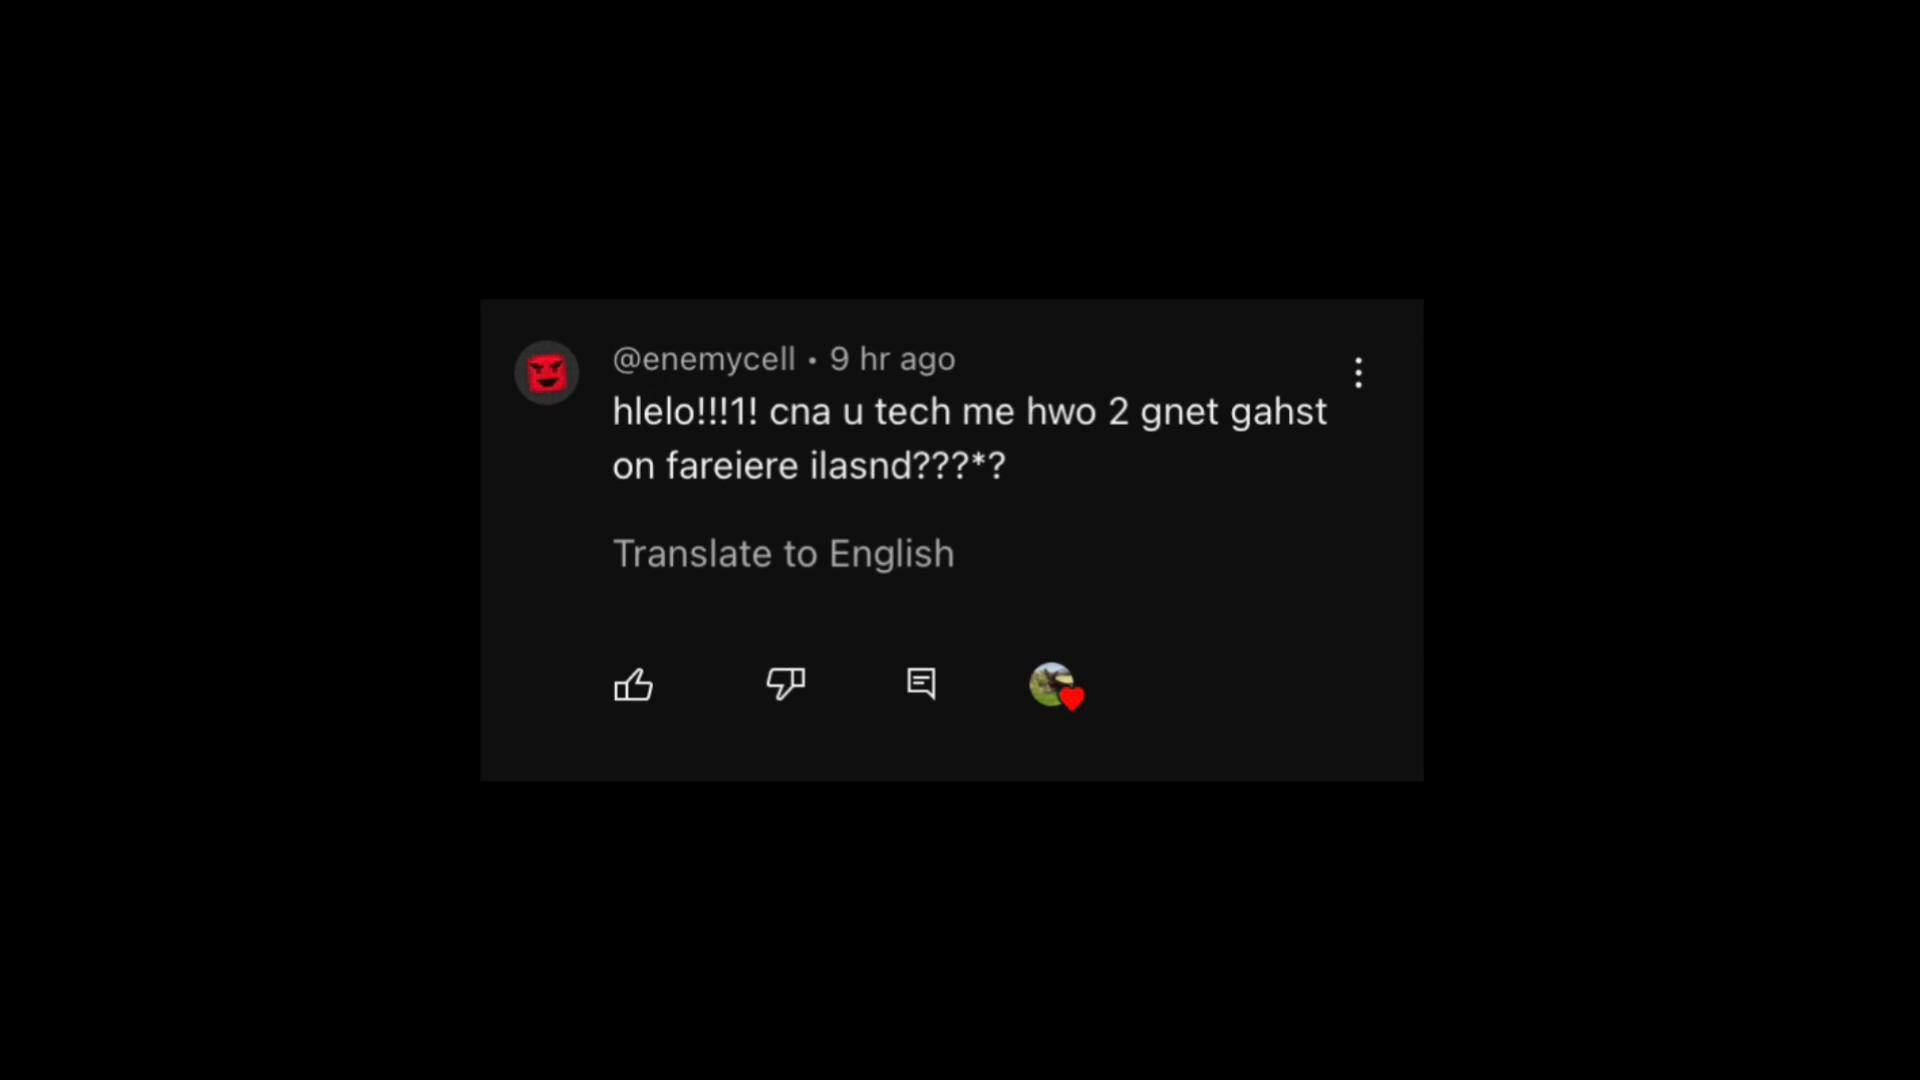 @enemycell • 9 hr ago
hlelo!!!1! cna u tech me hwo 2 gnet gahst
on fareiere ilasnd???*?
Translate to English